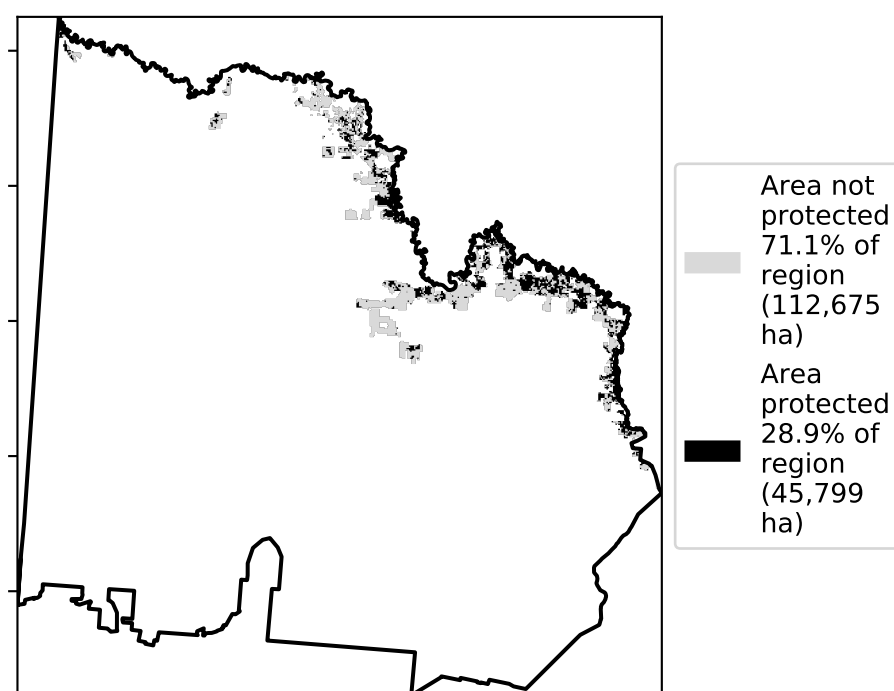 Area not
protected
71.1% of
region
(112,675
ha)
Area
protected
28.9% of
region
(45,799
ha)